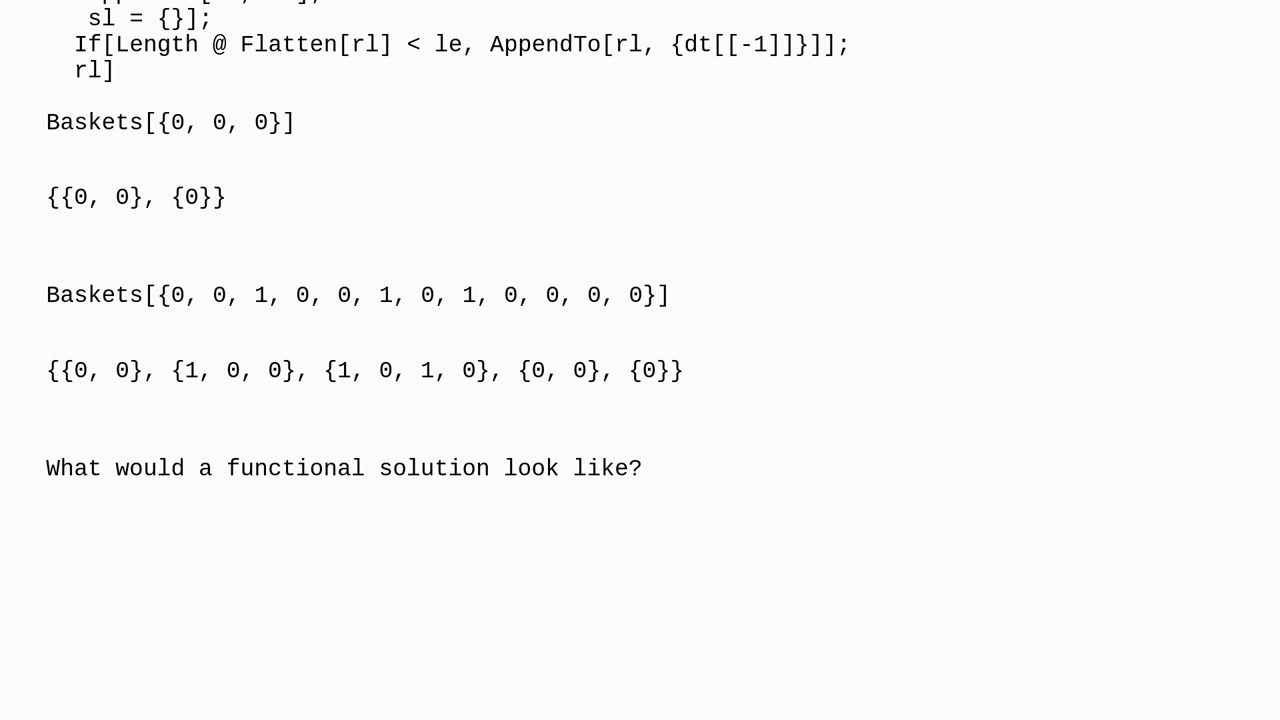 sl = {}];
If[Length @ Flatten[rl] < le, AppendTo[rl, {dt[[-1]]}]];
rl]
Baskets[{0, 0, 0}]
{{0, 0}, {0}}
Baskets[{0, 0, 1, 0, 0, 1, 0, 1, 0, 0, 0, 0}]
{{0, 0}, {1, 0, 0}, {1, 0, 1, 0}, {0, 0}, {0}}
What would a functional solution look like?